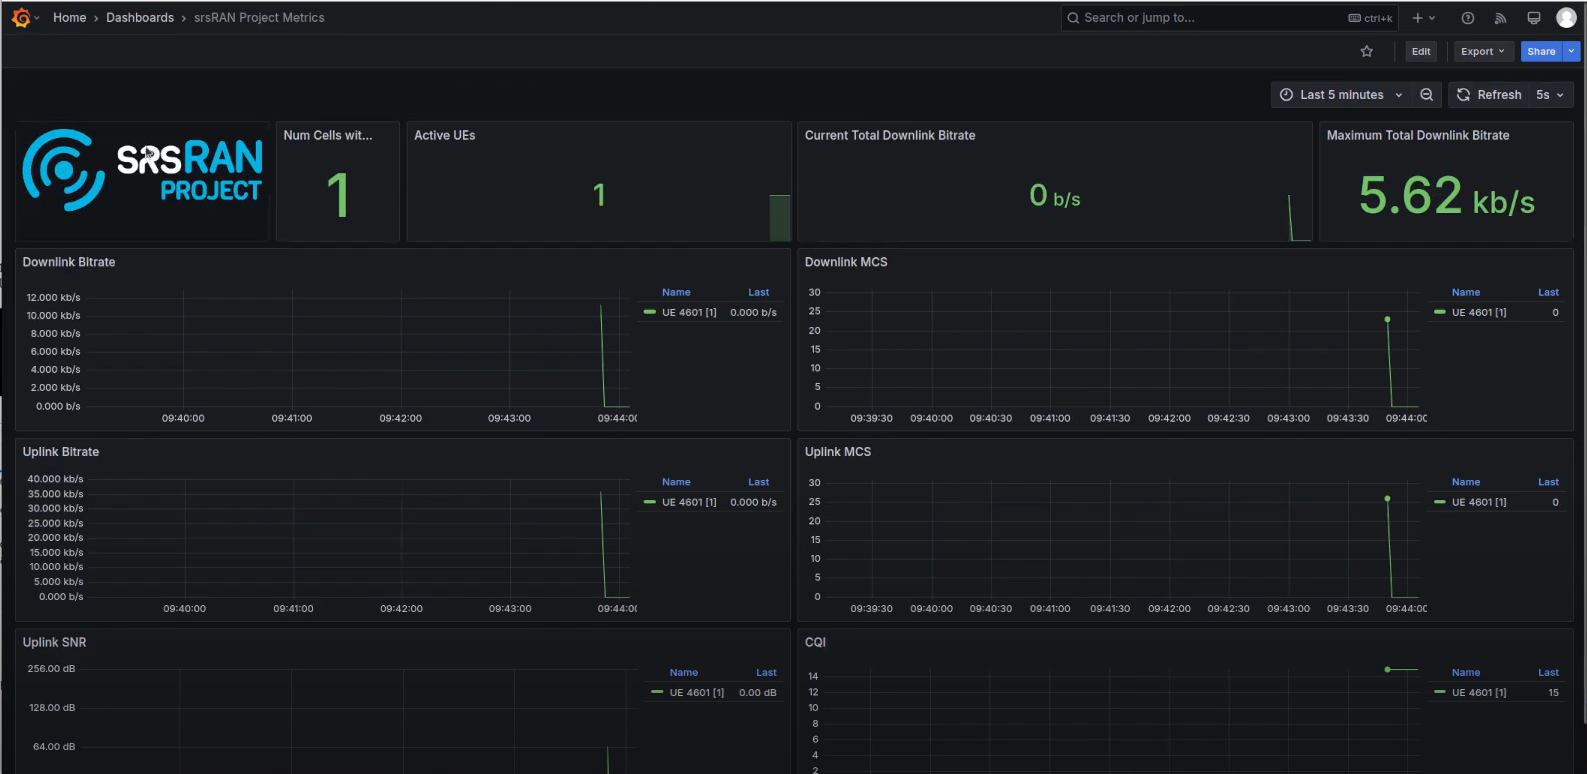 Home › Dashboards › srsRAN Project Metrics
Search or jump to...
ctrl+k
Edit
Export
Share
Last 5 minutes
Refresh
5s
SRSRAN
PROJECT
Num Cells wit...
1
Active UEs
1
Current Total Downlink Bitrate
0 b/s
Maximum Total Downlink Bitrate
5.62 kb/s
Downlink Bitrate
12.000 kb/s
10.000 kb/s
8.000 kb/s
6.000 kb/s
4.000 kb/s
2.000 kb/s
0.000 b/s
09:40:00 09:41:00 09:42:00 09:43:00 09:44:00
Name Last
UE 4601 [1] 0.000 b/s
Downlink MCS
30
25
20
15
10
5
0
09:39:30 09:40:00 09:40:30 09:41:00 09:41:30 09:42:00 09:42:30 09:43:00 09:43:30 09:44:00
Name Last
UE 4601 [1] 0
Uplink Bitrate
40.000 kb/s
35.000 kb/s
30.000 kb/s
25.000 kb/s
20.000 kb/s
15.000 kb/s
10.000 kb/s
5.000 kb/s
0.000 b/s
09:40:00 09:41:00 09:42:00 09:43:00 09:44:00
Name Last
UE 4601 [1] 0.000 b/s
Uplink MCS
30
25
20
15
10
5
0
09:39:30 09:40:00 09:40:30 09:41:00 09:41:30 09:42:00 09:42:30 09:43:00 09:43:30 09:44:00
Name Last
UE 4601 [1] 0
Uplink SNR
256.00 dB
128.00 dB
64.00 dB
Name Last
UE 4601 [1] 0.00 dB
CQI
14
12
10
8
6
4
2
Name Last
UE 4601 [1] 15